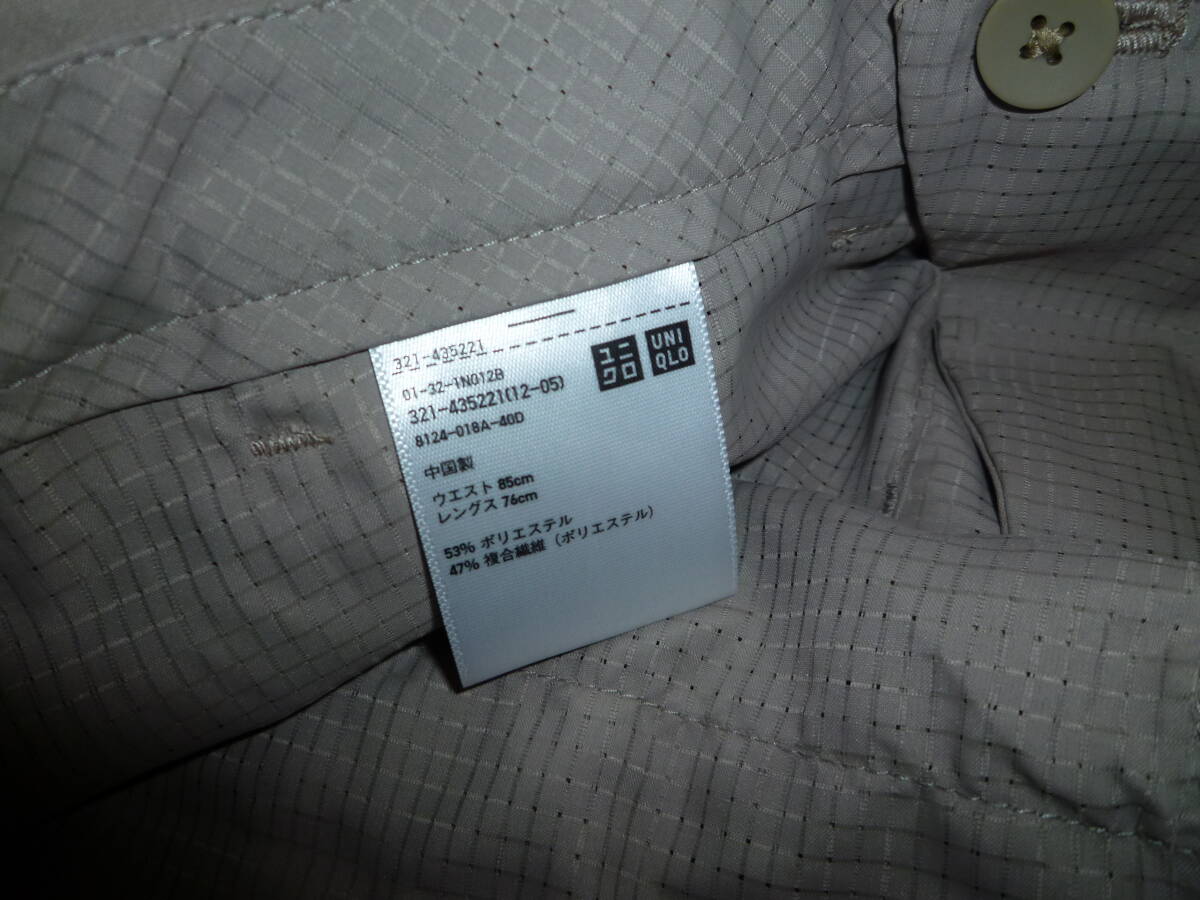 321-435221
01-32-1N012B
321-435221(12-05)
8124-018A-40D
ユニ
クロ
UNI
QLO
中国製
ウエスト 85cm
レングス 76cm
53% ポリエステル
47% 複合繊維 (ポリエステル)